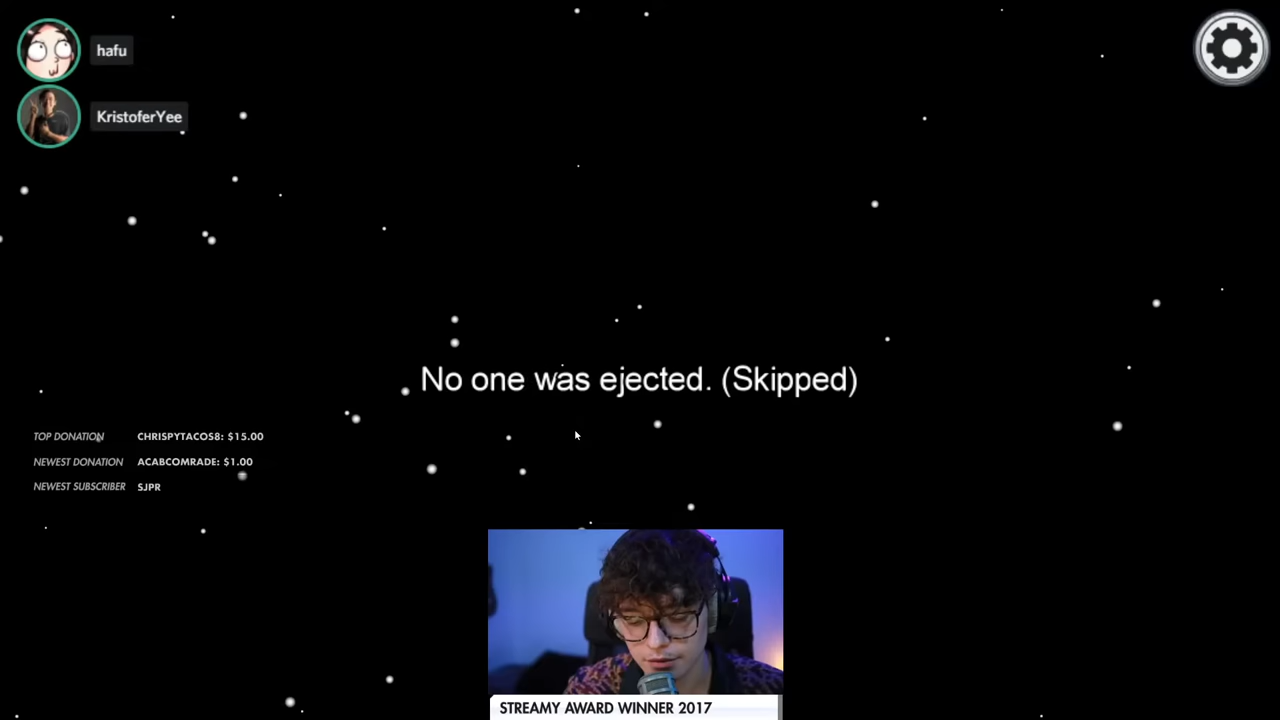 hafu
KristoferYee
No one was ejected. (Skipped)
TOP DONATION CHRISPYTACOS8: $15.00
NEWEST DONATION ACABCOMRADE: $1.00
NEWEST SUBSCRIBER SJPR
STREAMY AWARD WINNER 2017